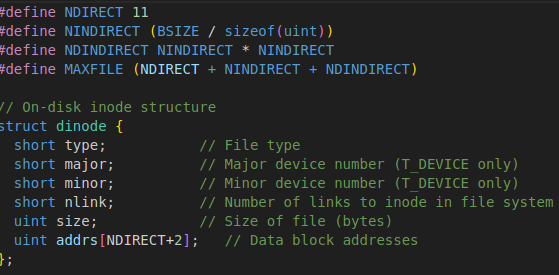 #define NDIRECT 11
#define NINDIRECT (BSIZE / sizeof(uint))
#define NDINDIRECT NINDIRECT * NINDIRECT
#define MAXFILE (NDIRECT + NINDIRECT + NDINDIRECT)

// On-disk inode structure
struct dinode {
  short type;           // File type
  short major;          // Major device number (T_DEVICE only)
  short minor;          // Minor device number (T_DEVICE only)
  short nlink;          // Number of links to inode in file system
  uint size;            // Size of file (bytes)
  uint addrs[NDIRECT+2];   // Data block addresses
};